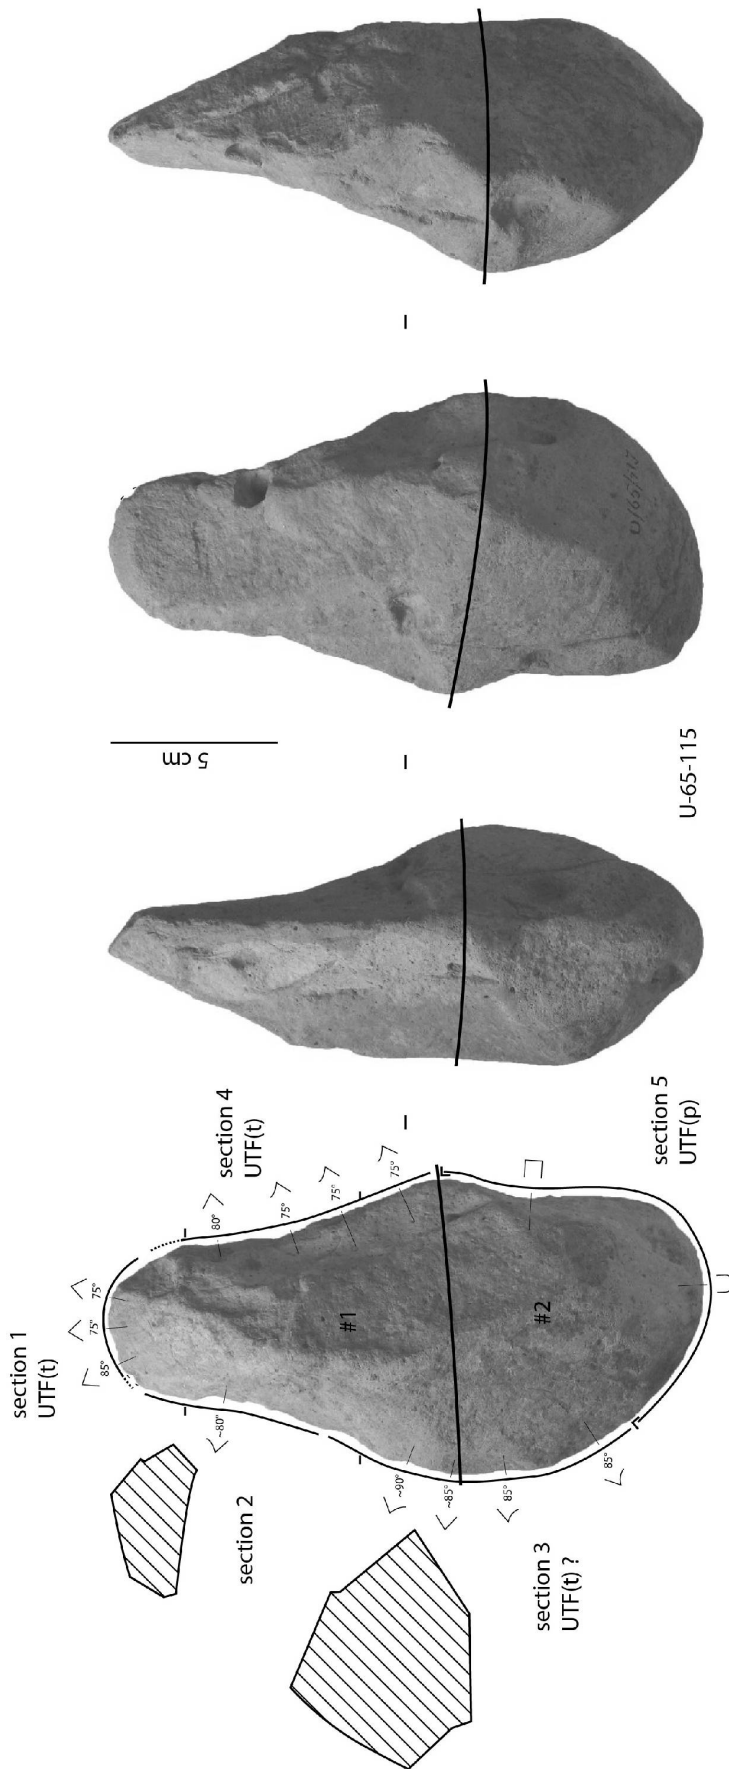 section 1
UTF(t)
85°
75°
75°
section 2
~80°
section 3
UTF(t) ?
~90°
~85°
85°
85°
#1
#2
section 4
UTF(t)
80°
75°
75°
75°
section 5
UTF(p)
U-65-115
5 cm